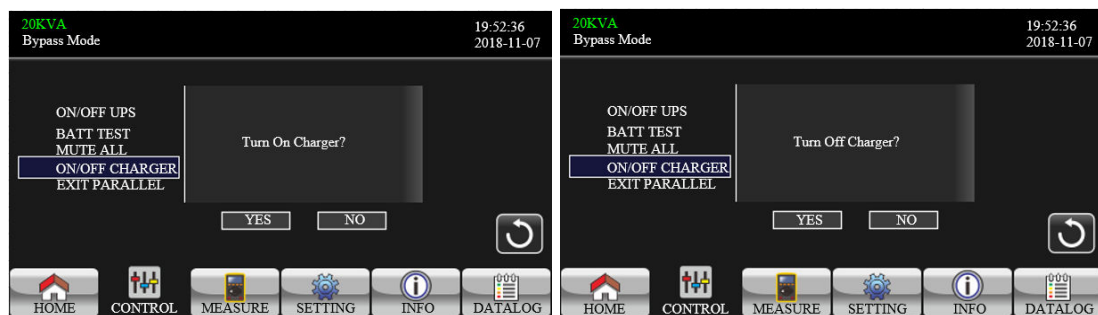 20KVA
Bypass Mode
19:52:36
2018-11-07
ON/OFF UPS
BATT TEST
MUTE ALL
ON/OFF CHARGER
EXIT PARALLEL
Turn On Charger?
YES NO
HOME CONTROL MEASURE SETTING INFO DATALOG
20KVA
Bypass Mode
19:52:36
2018-11-07
ON/OFF UPS
BATT TEST
MUTE ALL
ON/OFF CHARGER
EXIT PARALLEL
Turn Off Charger?
YES NO
HOME CONTROL MEASURE SETTING INFO DATALOG